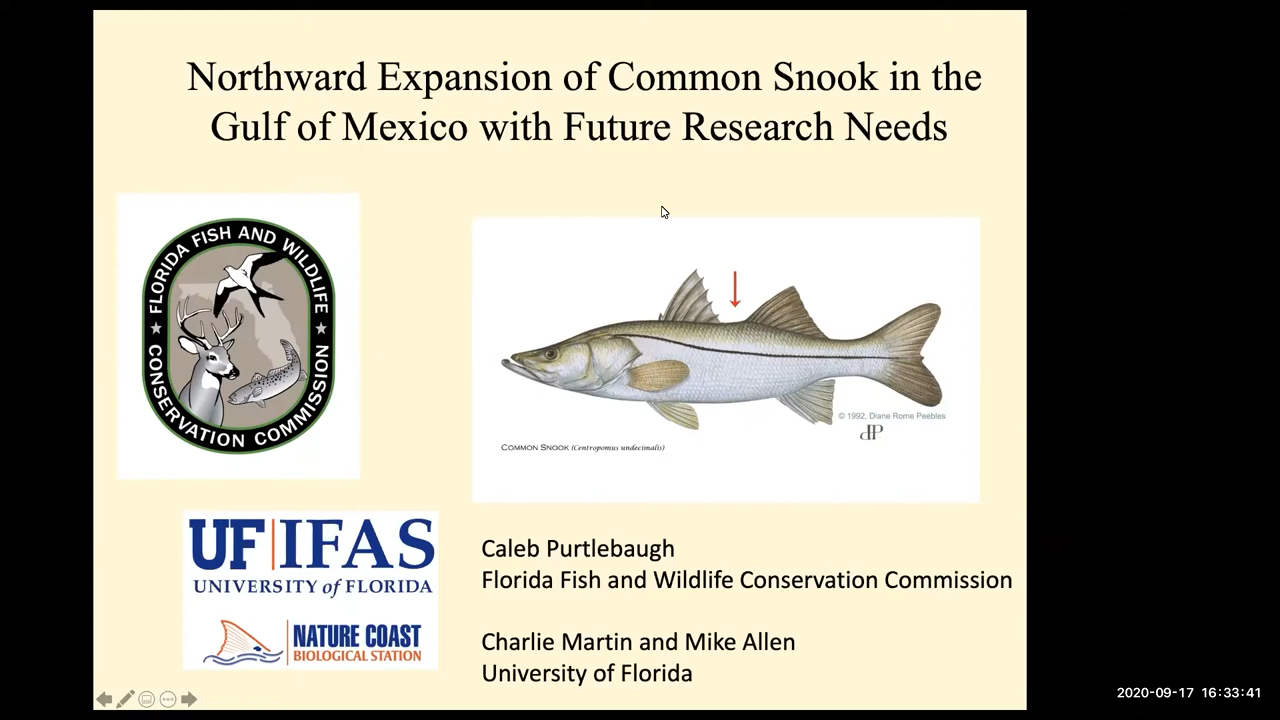 Northward Expansion of Common Snook in the
Gulf of Mexico with Future Research Needs
FLORIDA FISH AND WILDLIFE
CONSERVATION COMMISSION
© 1992, Diane Rome Peebles
dP
COMMON SNOOK (Centropomus undecimalis)
UF|IFAS
UNIVERSITY of FLORIDA
NATURE COAST
BIOLOGICAL STATION
Caleb Purtlebaugh
Florida Fish and Wildlife Conservation Commission
Charlie Martin and Mike Allen
University of Florida
2020-09-17 16:33:41